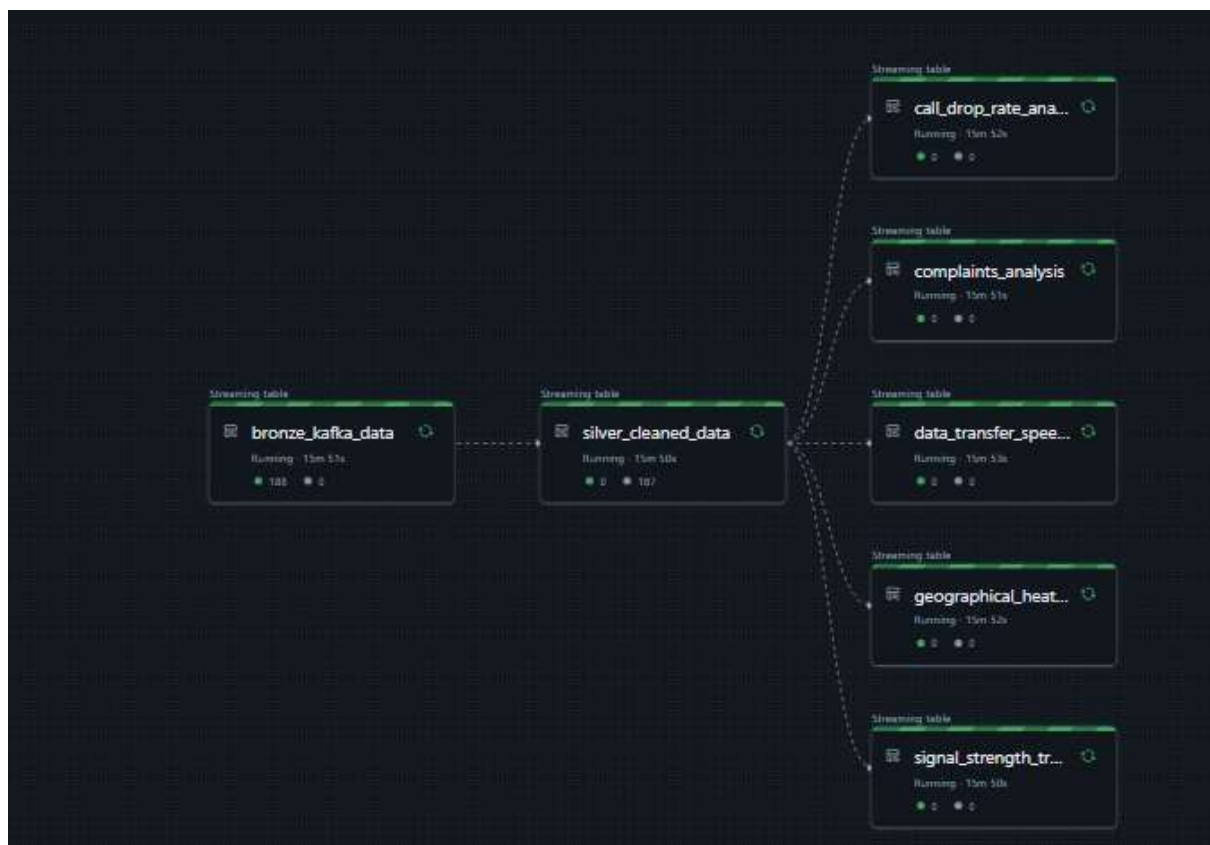 Streaming table
call_drop_rate_ana...
Running · 15m 52s
0 0
Streaming table
complaints_analysis
Running · 15m 51s
0 0
Streaming table
bronze_kafka_data
Running · 15m 51s
188 0
Streaming table
silver_cleaned_data
Running · 15m 50s
0 187
Streaming table
data_transfer_spee...
Running · 15m 53s
0 0
Streaming table
geographical_heat...
Running · 15m 52s
0 0
Streaming table
signal_strength_tr...
Running · 15m 50s
0 0